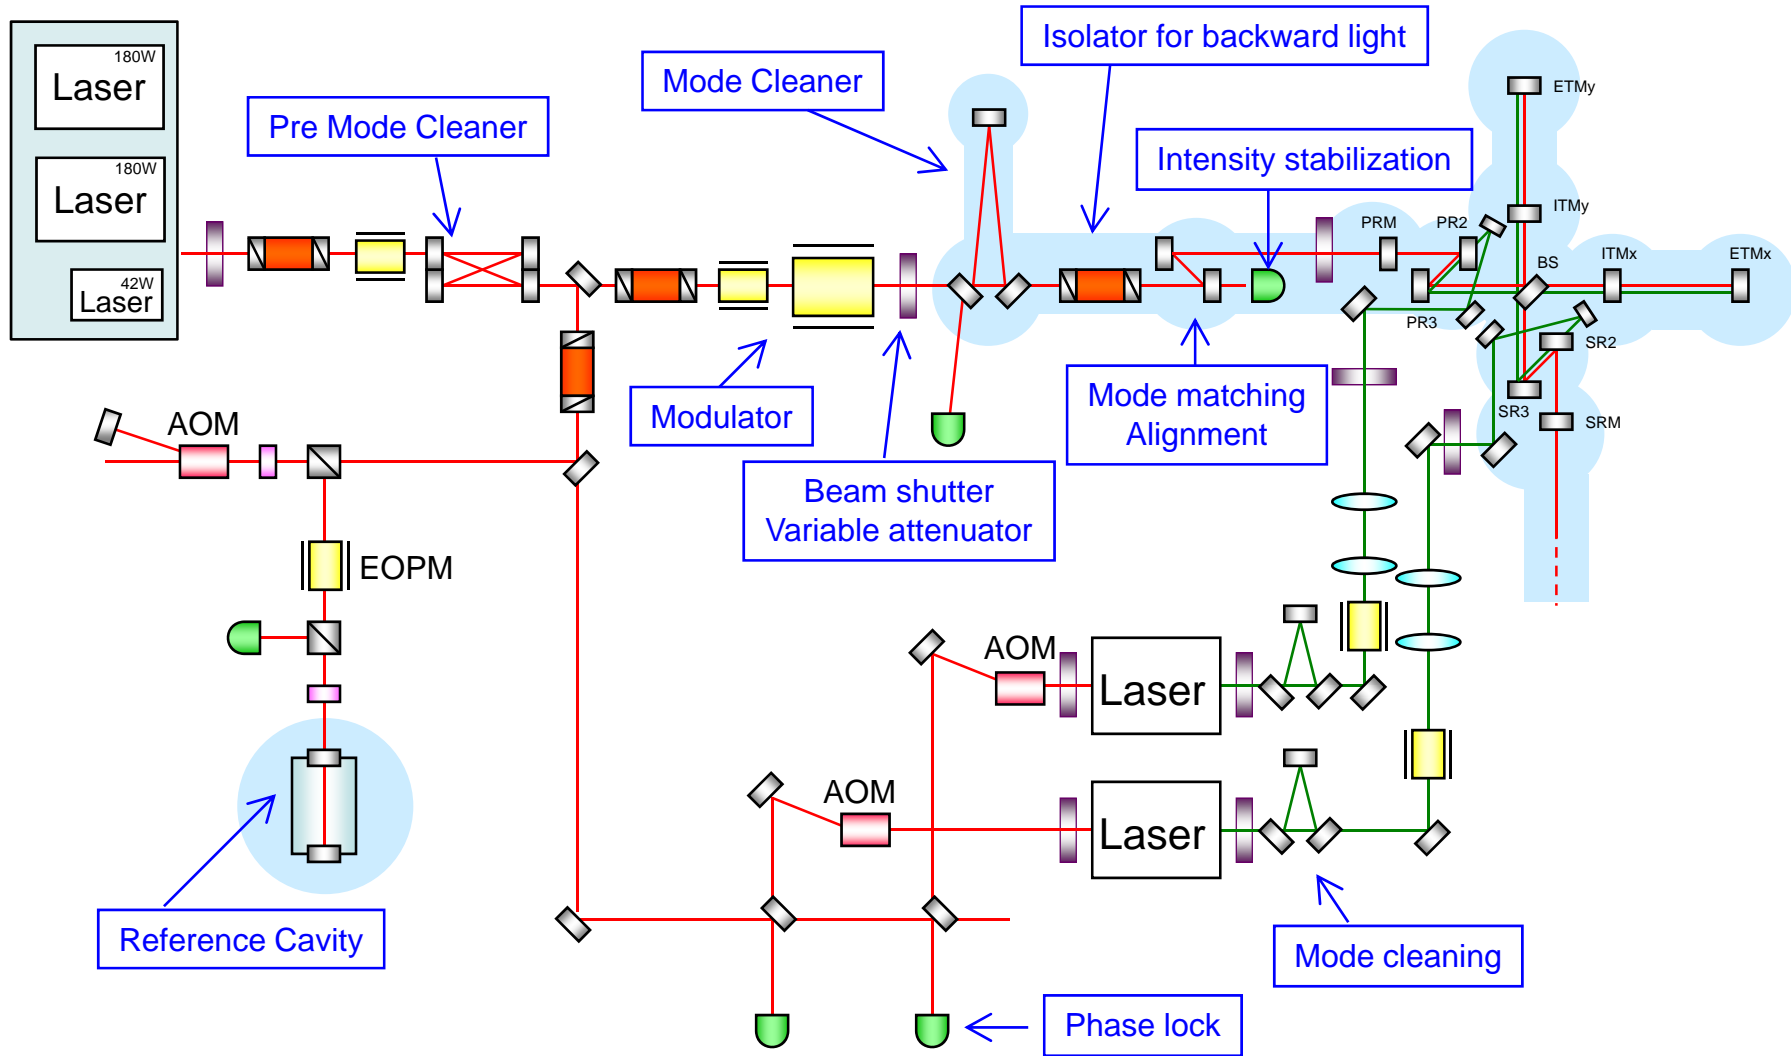 180W
Laser
180W
Laser
42W
Laser
Pre Mode Cleaner
Mode Cleaner
Isolator for backward light
Intensity stabilization
ETMy
ITMy
PRM
PR2
BS
ITMx
ETMx
PR3
SR2
SR3
SRM
Modulator
Beam shutter
Variable attenuator
Mode matching
Alignment
AOM
EOPM
Reference Cavity
AOM
Laser
AOM
Laser
Mode cleaning
Phase lock